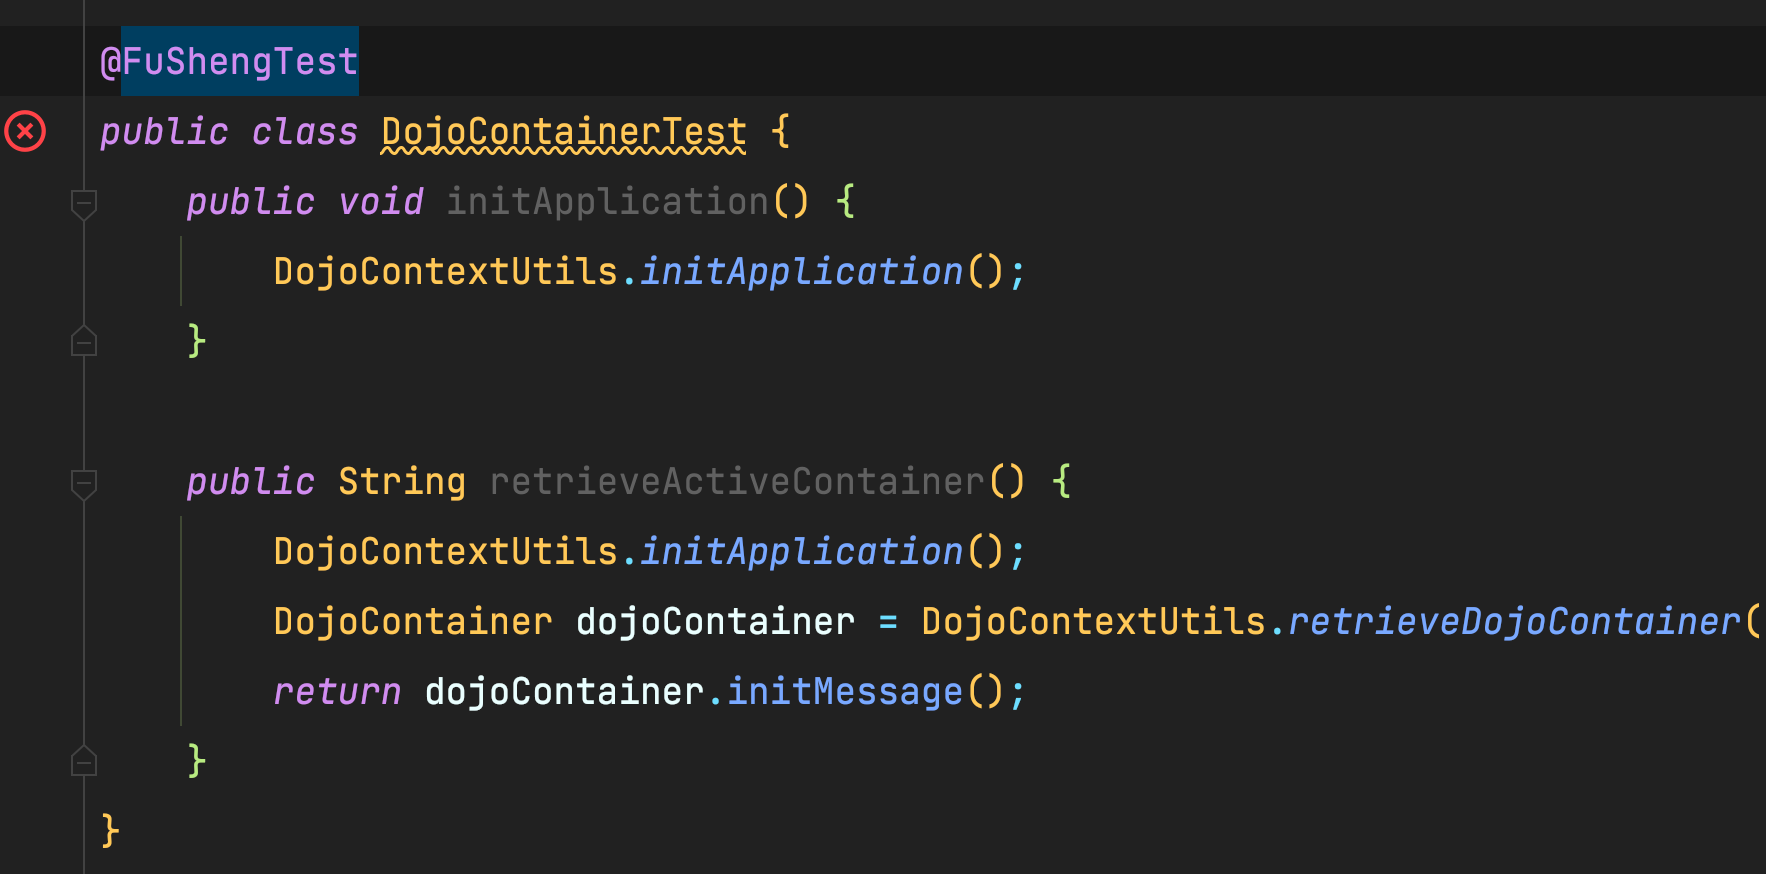 @FuShengTest
public class DojoContainerTest {
    public void initApplication() {
        DojoContextUtils.initApplication();
    }

    public String retrieveActiveContainer() {
        DojoContextUtils.initApplication();
        DojoContainer dojoContainer = DojoContextUtils.retrieveDojoContainer(
        return dojoContainer.initMessage();
    }
}